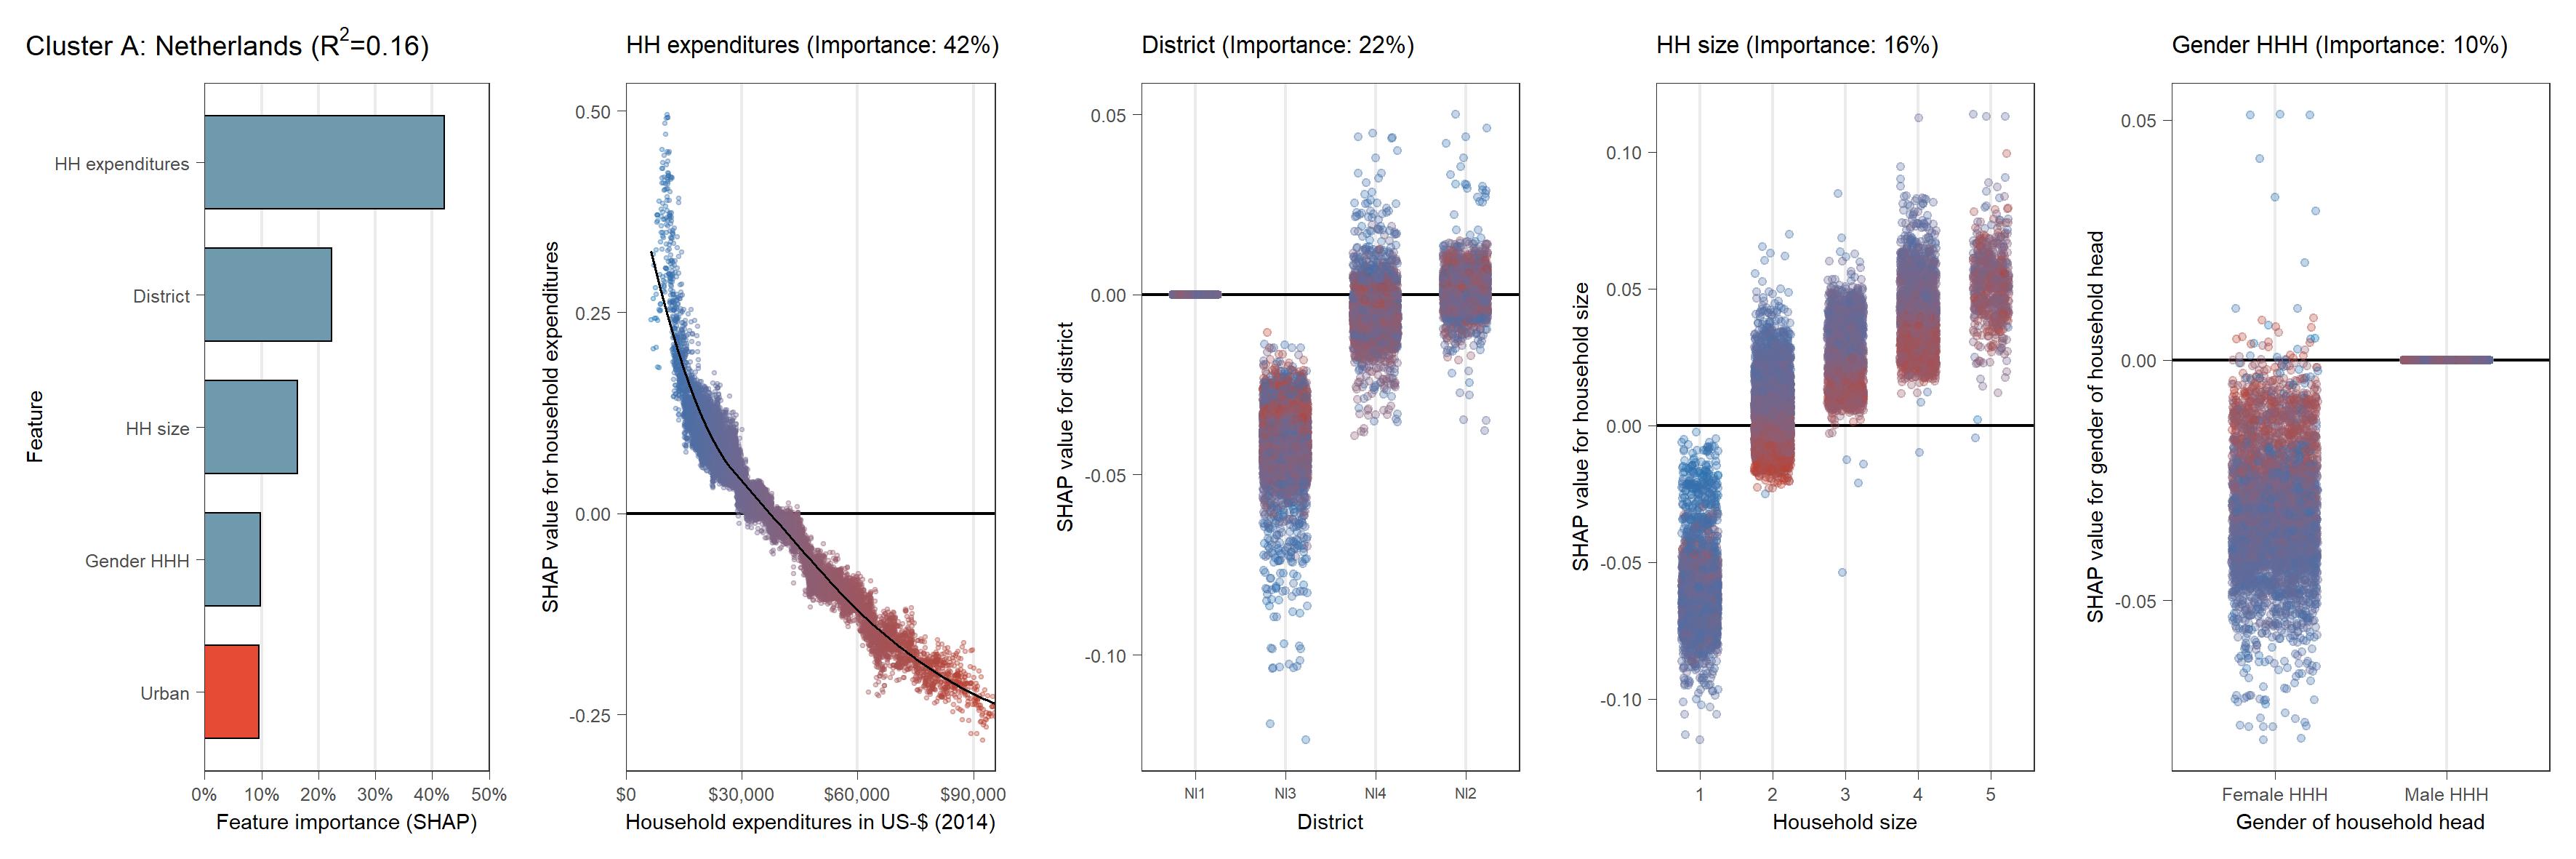 Cluster A: Netherlands (R2=0.16)
Feature
HH expenditures
District
HH size
Gender HHH
Urban
0% 10% 20% 30% 40% 50%
Feature importance (SHAP)
HH expenditures (Importance: 42%)
SHAP value for household expenditures
0.50
0.25
0.00
-0.25
$0 $30,000 $60,000 $90,000
Household expenditures in US-$ (2014)
District (Importance: 22%)
SHAP value for district
0.05
0.00
-0.05
-0.10
Nl1 Nl3 Nl4 Nl2
District
HH size (Importance: 16%)
SHAP value for household size
0.10
0.05
0.00
-0.05
-0.10
1 2 3 4 5
Household size
Gender HHH (Importance: 10%)
SHAP value for gender of household head
0.05
0.00
-0.05
Female HHH Male HHH
Gender of household head